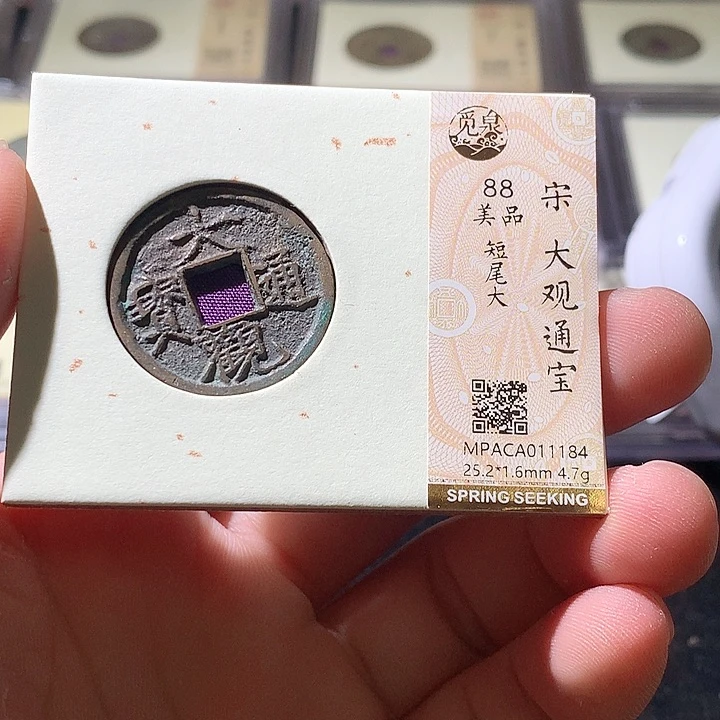 大
通
觀
寳
觅泉
宋 大观通宝
88
美品
短尾大
MPACA011184
25.2*1.6mm 4.7g
SPRING SEEKING